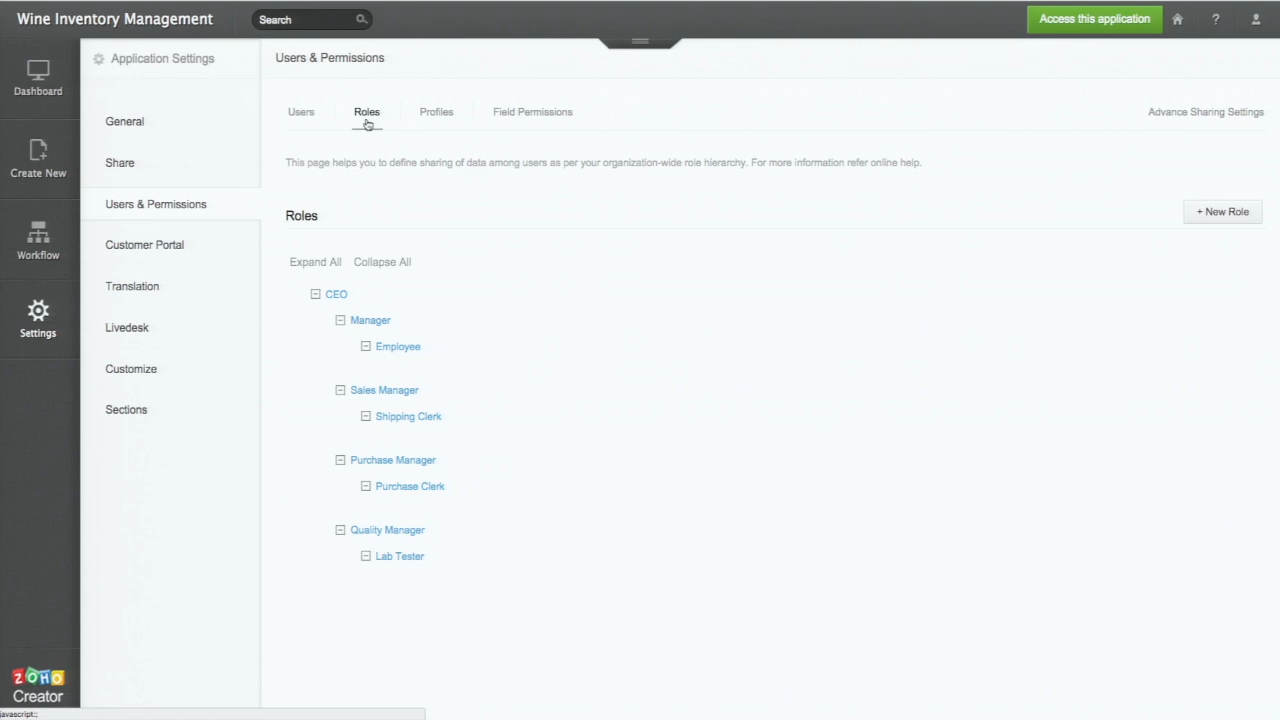 Wine Inventory Management
Search
Access this application
?
Dashboard
Create New
Workflow
Settings
ZOHO
Creator
Application Settings
General
Share
Users & Permissions
Customer Portal
Translation
Livedesk
Customize
Sections
Users & Permissions
Users Roles Profiles Field Permissions Advance Sharing Settings
This page helps you to define sharing of data among users as per your organization-wide role hierarchy. For more information refer online help.
Roles
+ New Role
Expand All Collapse All
CEO
Manager
Employee
Sales Manager
Shipping Clerk
Purchase Manager
Purchase Clerk
Quality Manager
Lab Tester
javascript:;